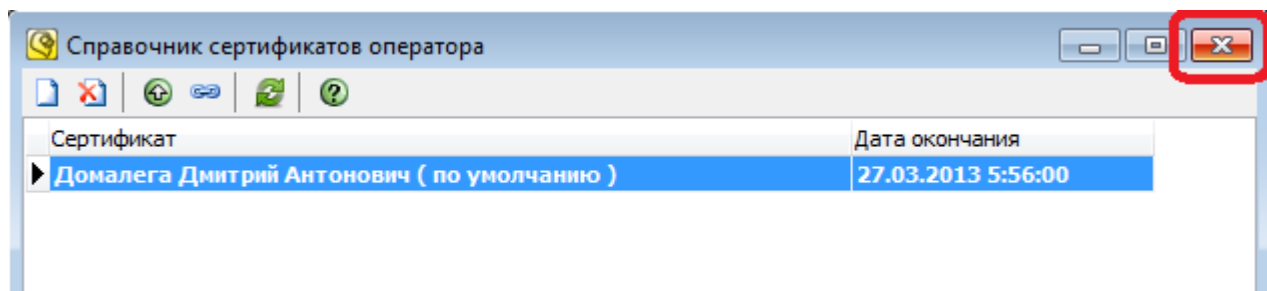 Справочник сертификатов оператора
Сертификат Дата окончания
Домалега Дмитрий Антонович ( по умолчанию ) 27.03.2013 5:56:00